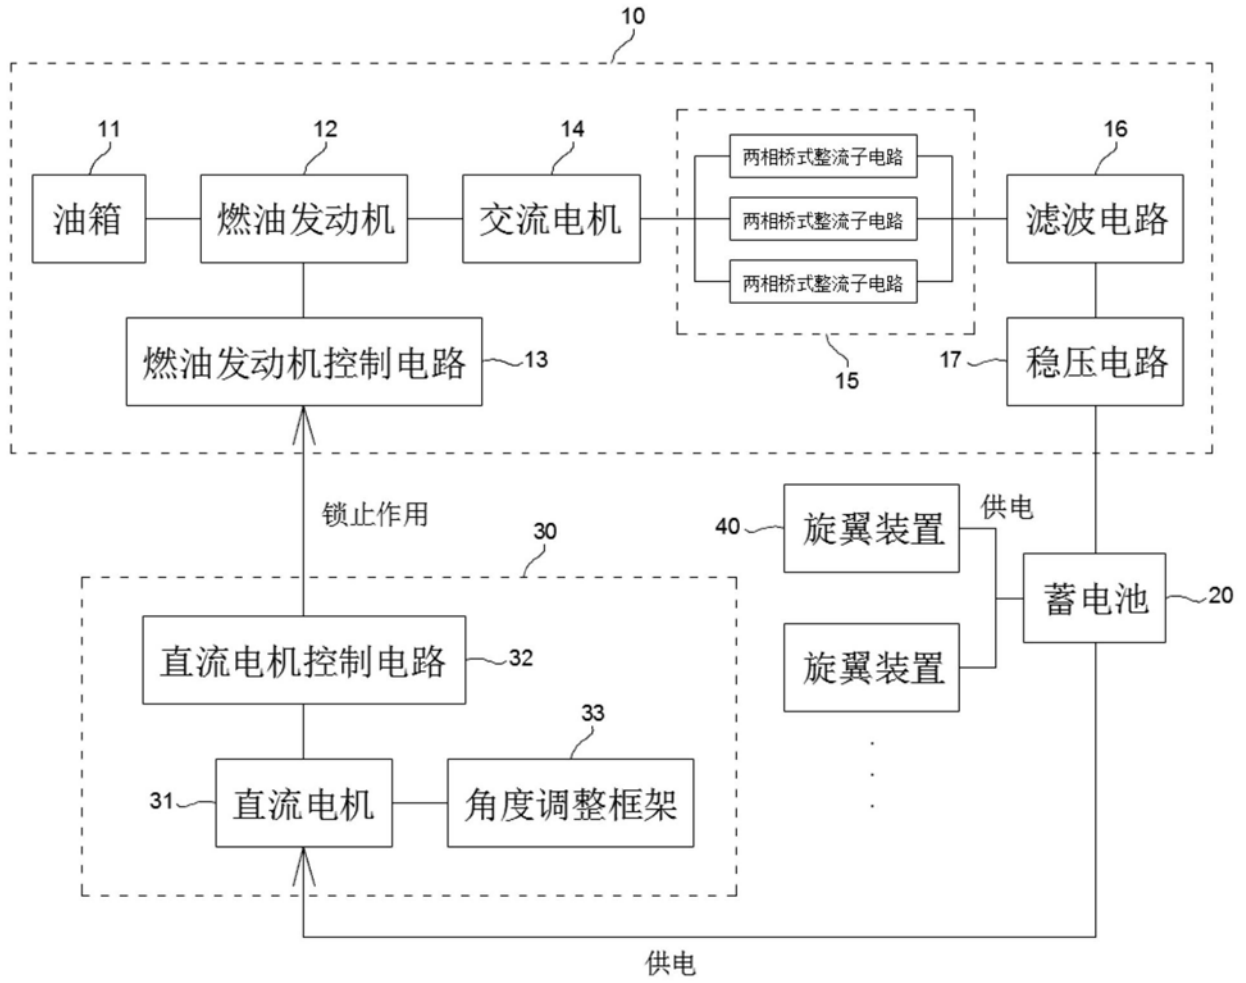 10
11
12
14
16
油箱
燃油发动机
交流电机
两相桥式整流子电路
两相桥式整流子电路
两相桥式整流子电路
滤波电路
燃油发动机控制电路
13
15
17
稳压电路
锁止作用
30
40
旋翼装置
供电
蓄电池
20
直流电机控制电路
32
旋翼装置
33
31
直流电机
角度调整框架
供电